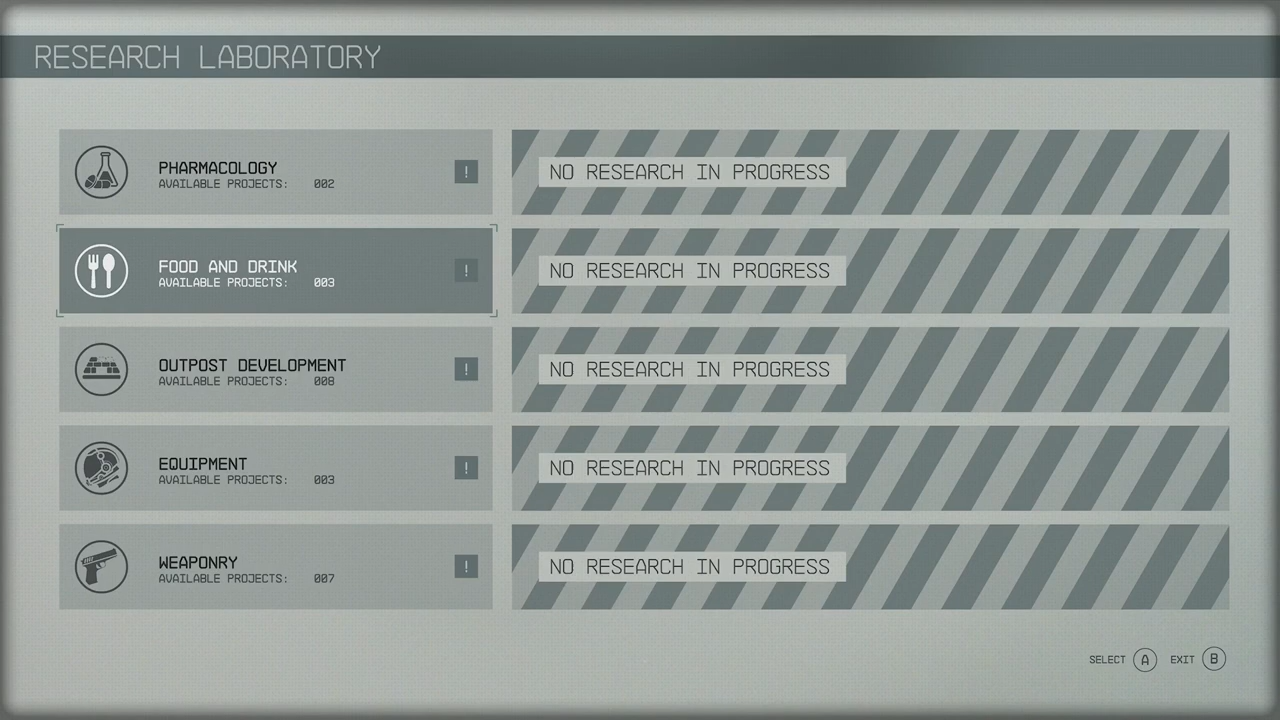 RESEARCH LABORATORY
PHARMACOLOGY
AVAILABLE PROJECTS: 002
!
NO RESEARCH IN PROGRESS
FOOD AND DRINK
AVAILABLE PROJECTS: 003
!
NO RESEARCH IN PROGRESS
OUTPOST DEVELOPMENT
AVAILABLE PROJECTS: 008
!
NO RESEARCH IN PROGRESS
EQUIPMENT
AVAILABLE PROJECTS: 003
!
NO RESEARCH IN PROGRESS
WEAPONRY
AVAILABLE PROJECTS: 007
!
NO RESEARCH IN PROGRESS
SELECT A EXIT B